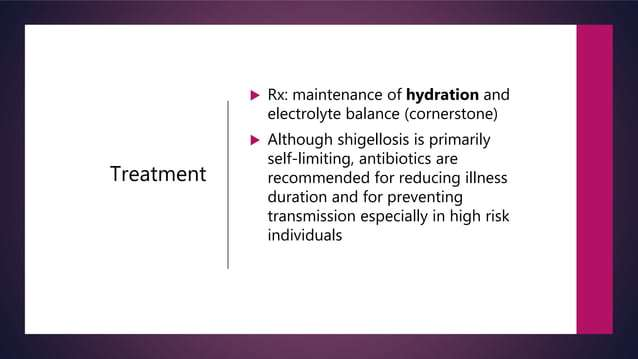 Treatment
Rx: maintenance of hydration and
electrolyte balance (cornerstone)
Although shigellosis is primarily
self-limiting, antibiotics are
recommended for reducing illness
duration and for preventing
transmission especially in high risk
individuals